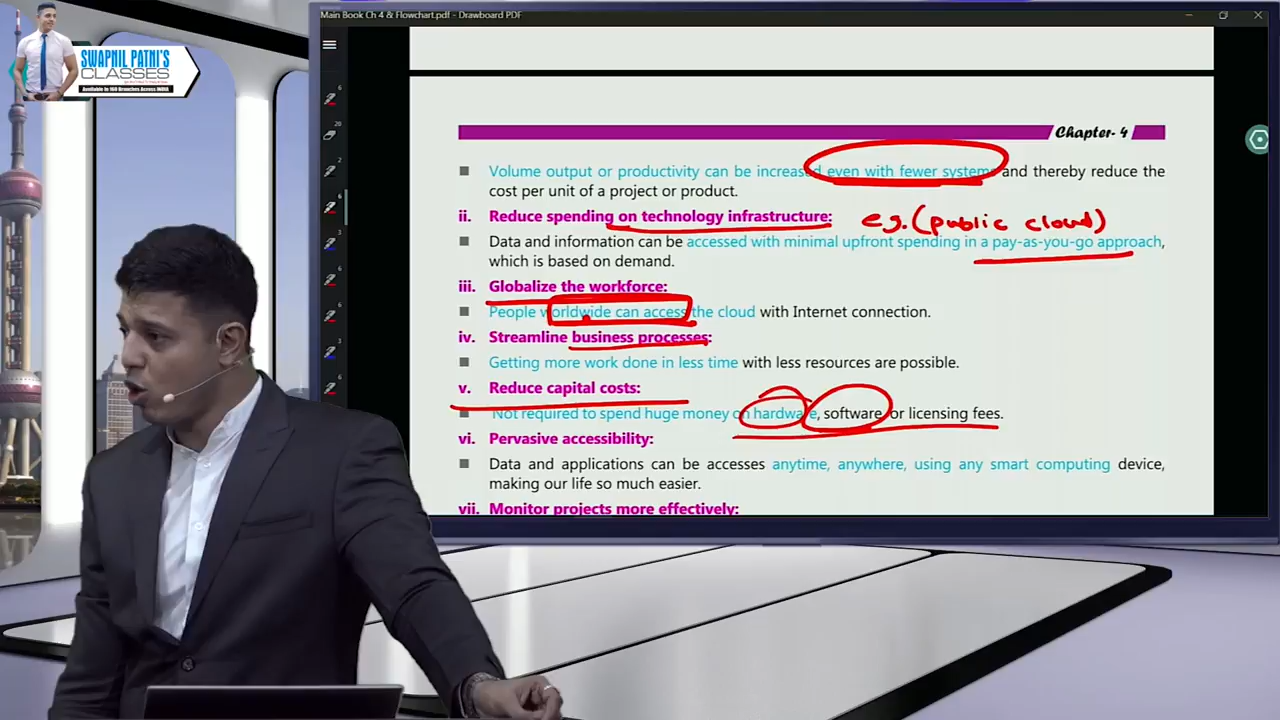 Main Book Ch 4 & Flowchart.pdf - Drawboard PDF
SWAPNIL PATNI'S
CLASSES
Available In 160 Branches Across INDIA
Chapter- 4
Volume output or productivity can be increased even with fewer systems and thereby reduce the
cost per unit of a project or product.
ii. Reduce spending on technology infrastructure: eg. (public cloud)
Data and information can be accessed with minimal upfront spending in a pay-as-you-go approach,
which is based on demand.
iii. Globalize the workforce:
People worldwide can access the cloud with Internet connection.
iv. Streamline business processes:
Getting more work done in less time with less resources are possible.
v. Reduce capital costs:
Not required to spend huge money on hardware, software or licensing fees.
vi. Pervasive accessibility:
Data and applications can be accesses anytime, anywhere, using any smart computing device,
making our life so much easier.
vii. Monitor projects more effectively: